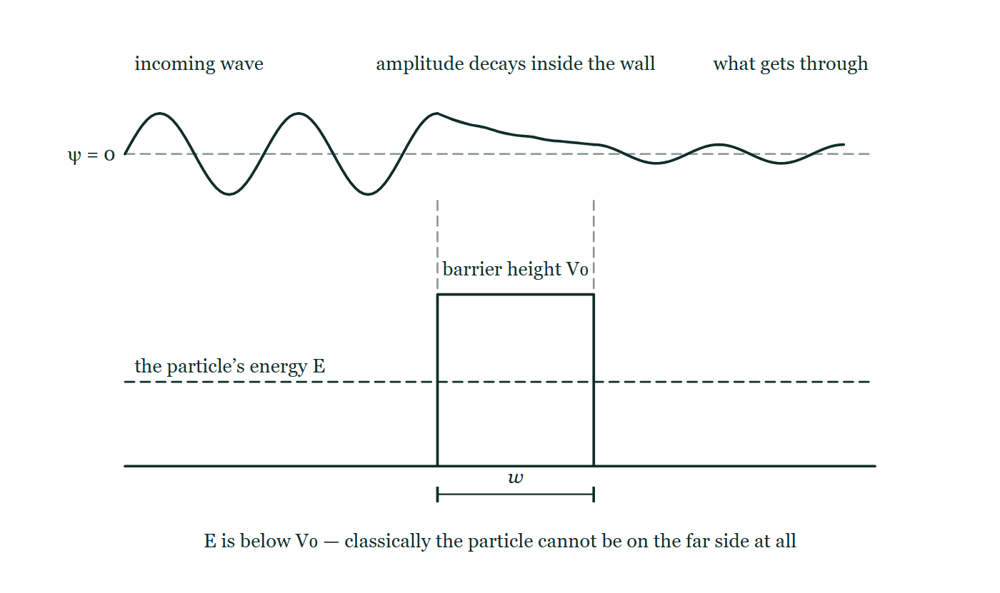 incoming wave
amplitude decays inside the wall
what gets through
ψ = 0
barrier height V₀
the particle’s energy E
w
E is below V₀ — classically the particle cannot be on the far side at all